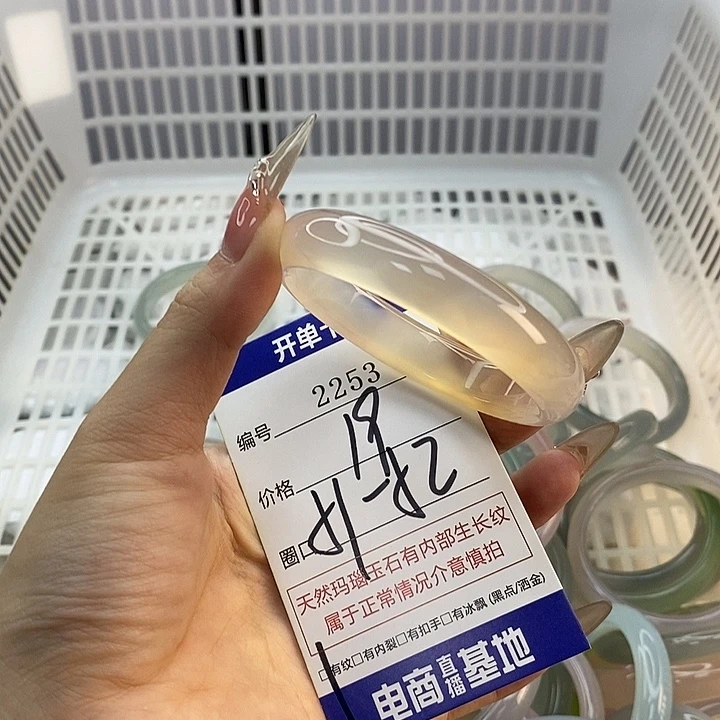 开单
编号 2253
价格 18
圈口
天然玛瑙玉石有内部生长纹
属于正常情况介意慎拍
□有纹□有内裂□有扣手□有冰飘 (黑点/洒金)
电商直播基地